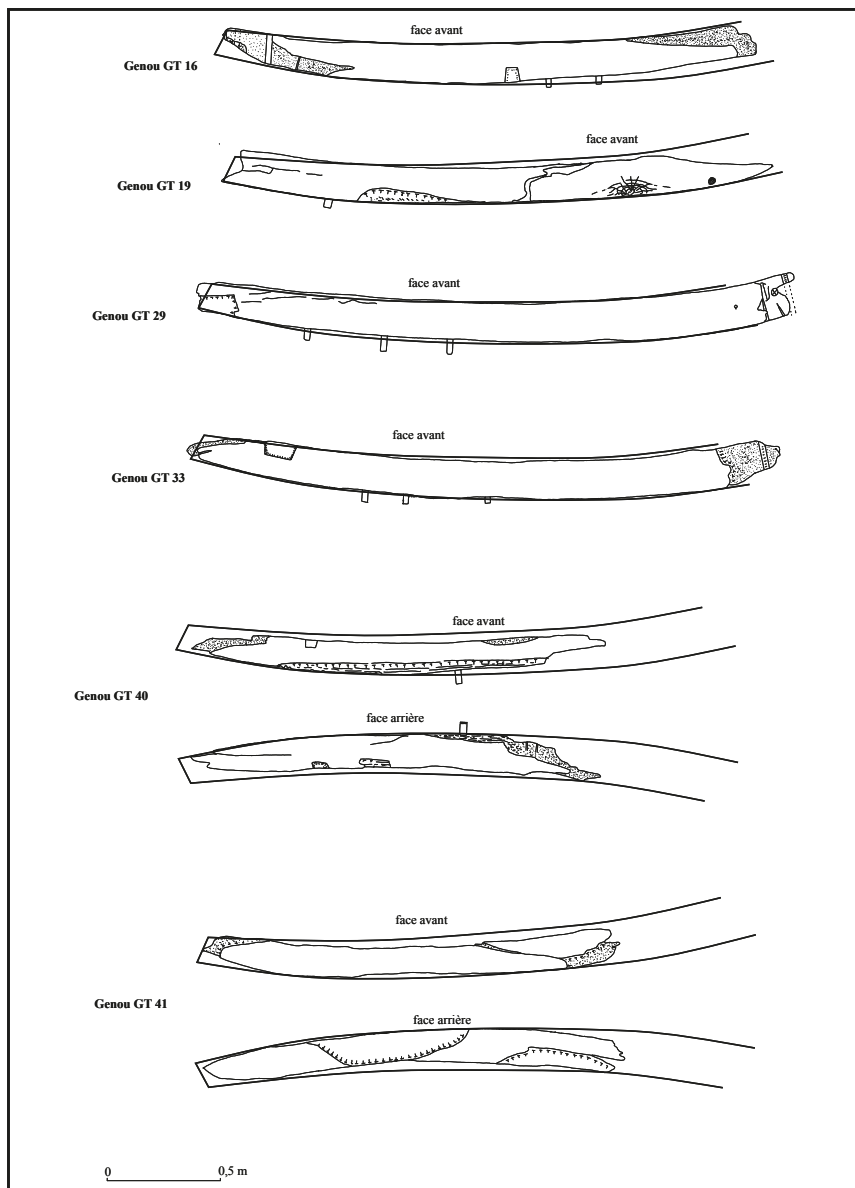 face avant
Genou GT 16
face avant
Genou GT 19
face avant
Genou GT 29
face avant
Genou GT 33
face avant
Genou GT 40
face arrière
face avant
Genou GT 41
face arrière
0 0,5 m